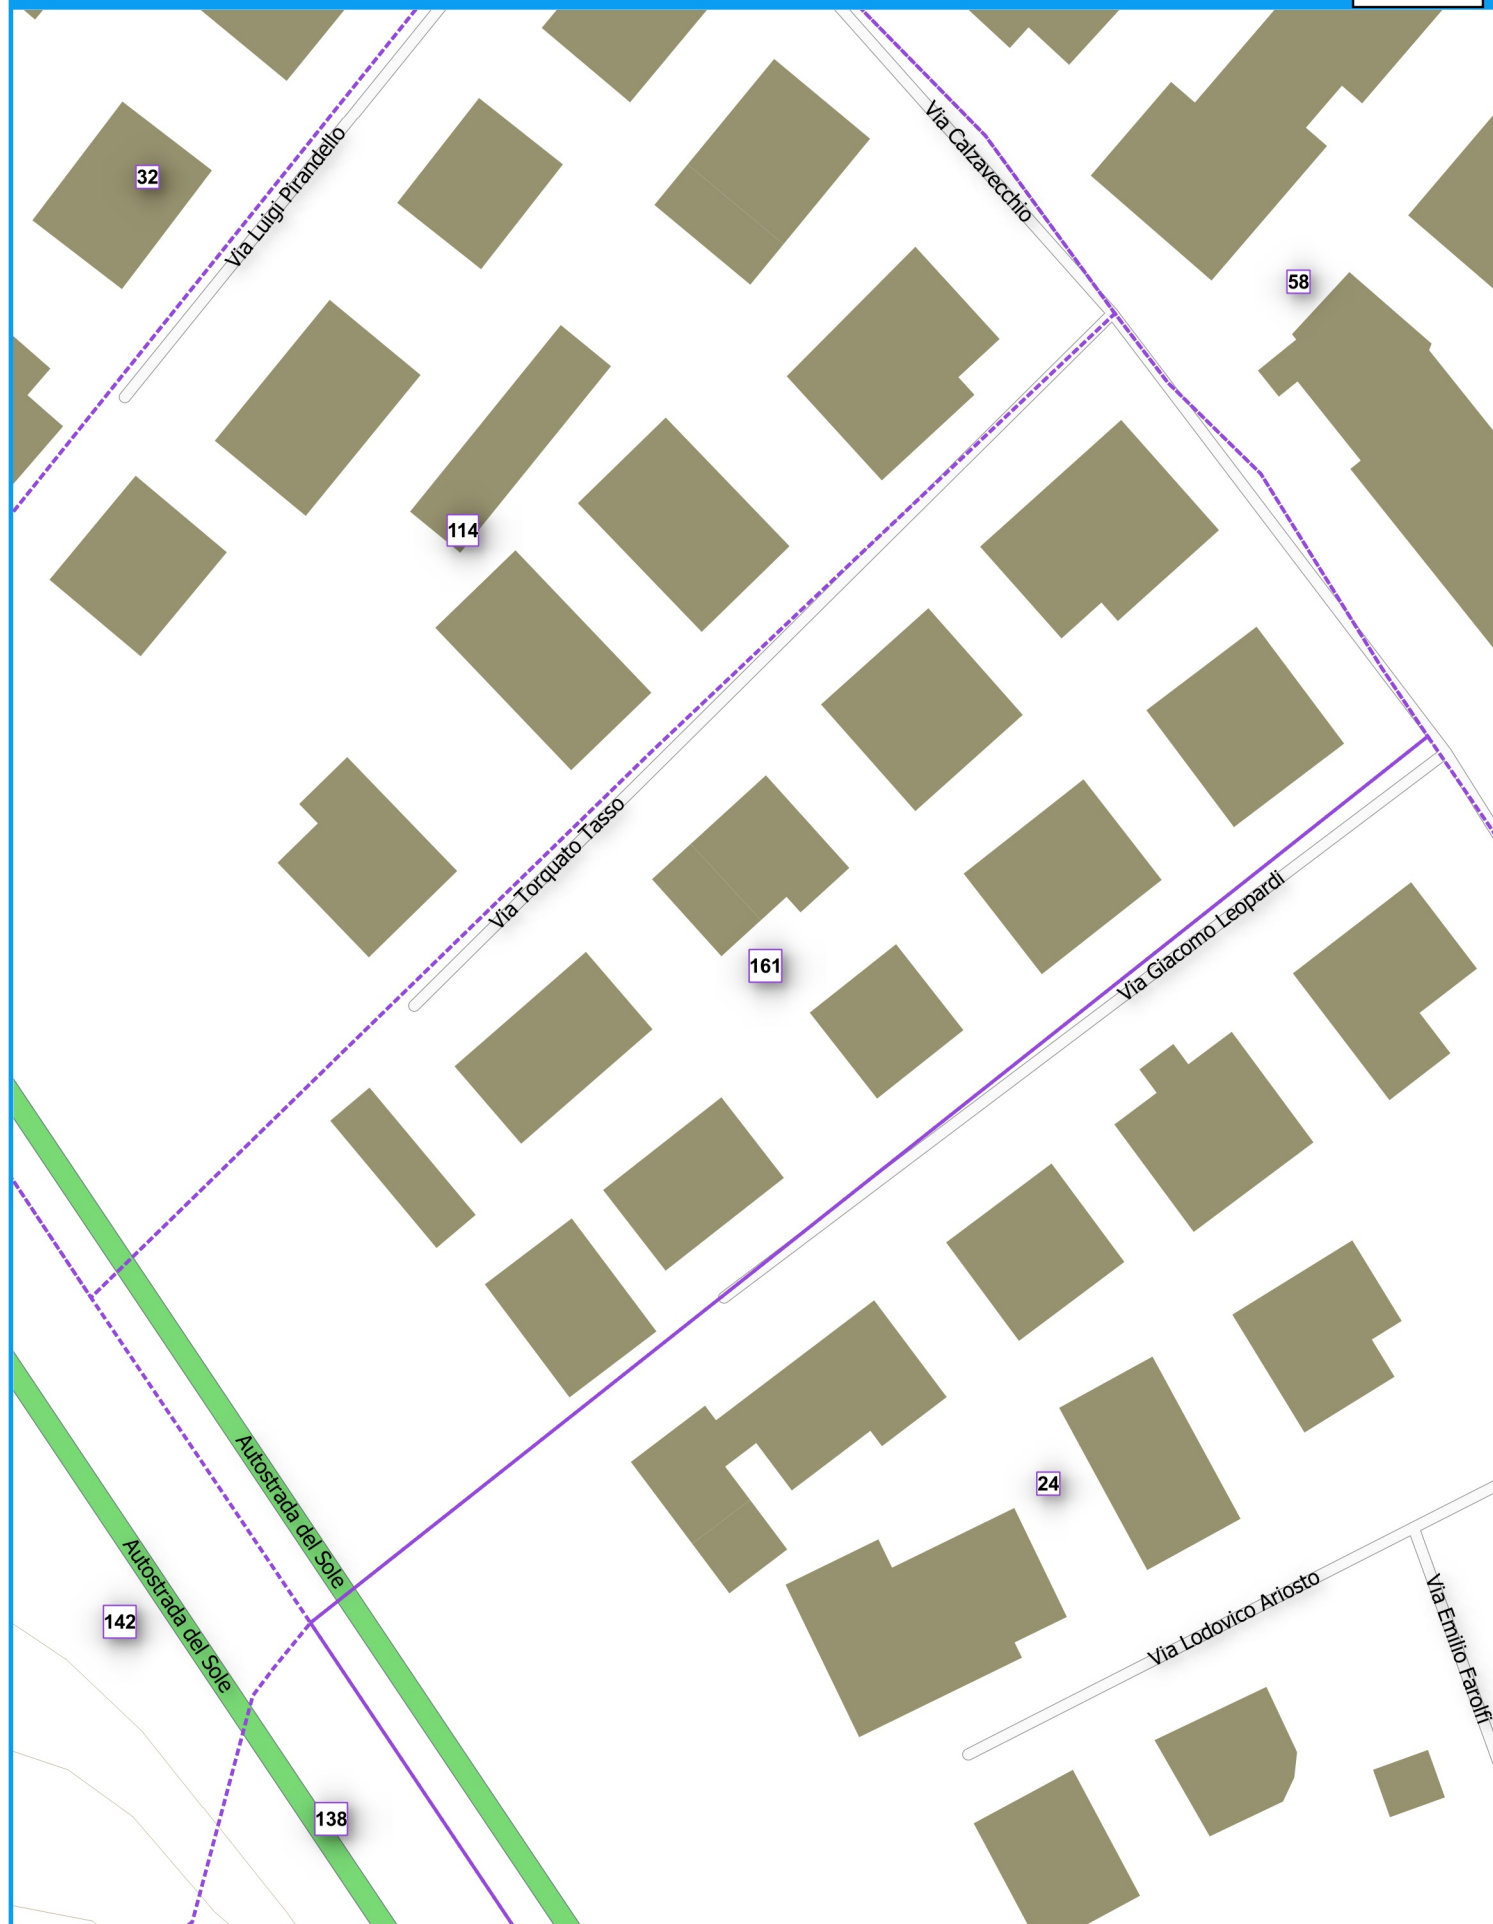 Via Calzavecchio
Via Luigi Pirandello
32
58
114
Via Torquato Tasso
Via Giacomo Leopardi
161
Autostrada del Sole
24
Autostrada del Sole
Via Lodovico Ariosto
Via Emilio Farolfi
142
138